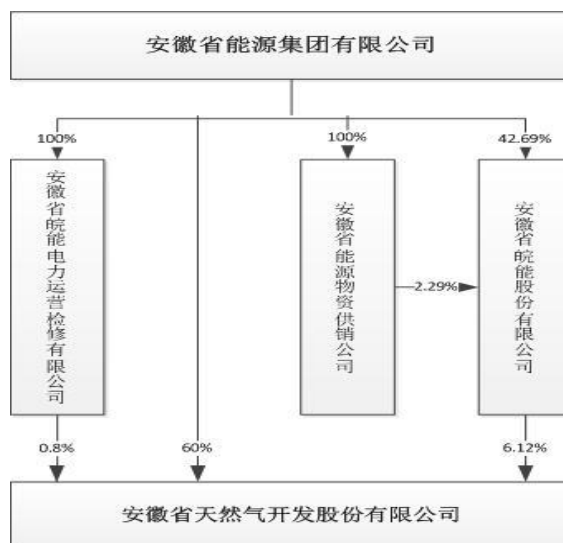 安徽省能源集团有限公司
100%
100%
42.69%
安徽省皖能电力运营检修有限公司
安徽省能源物资供销公司
2.29%
安徽省皖能股份有限公司
0.8%
60%
6.12%
安徽省天然气开发股份有限公司